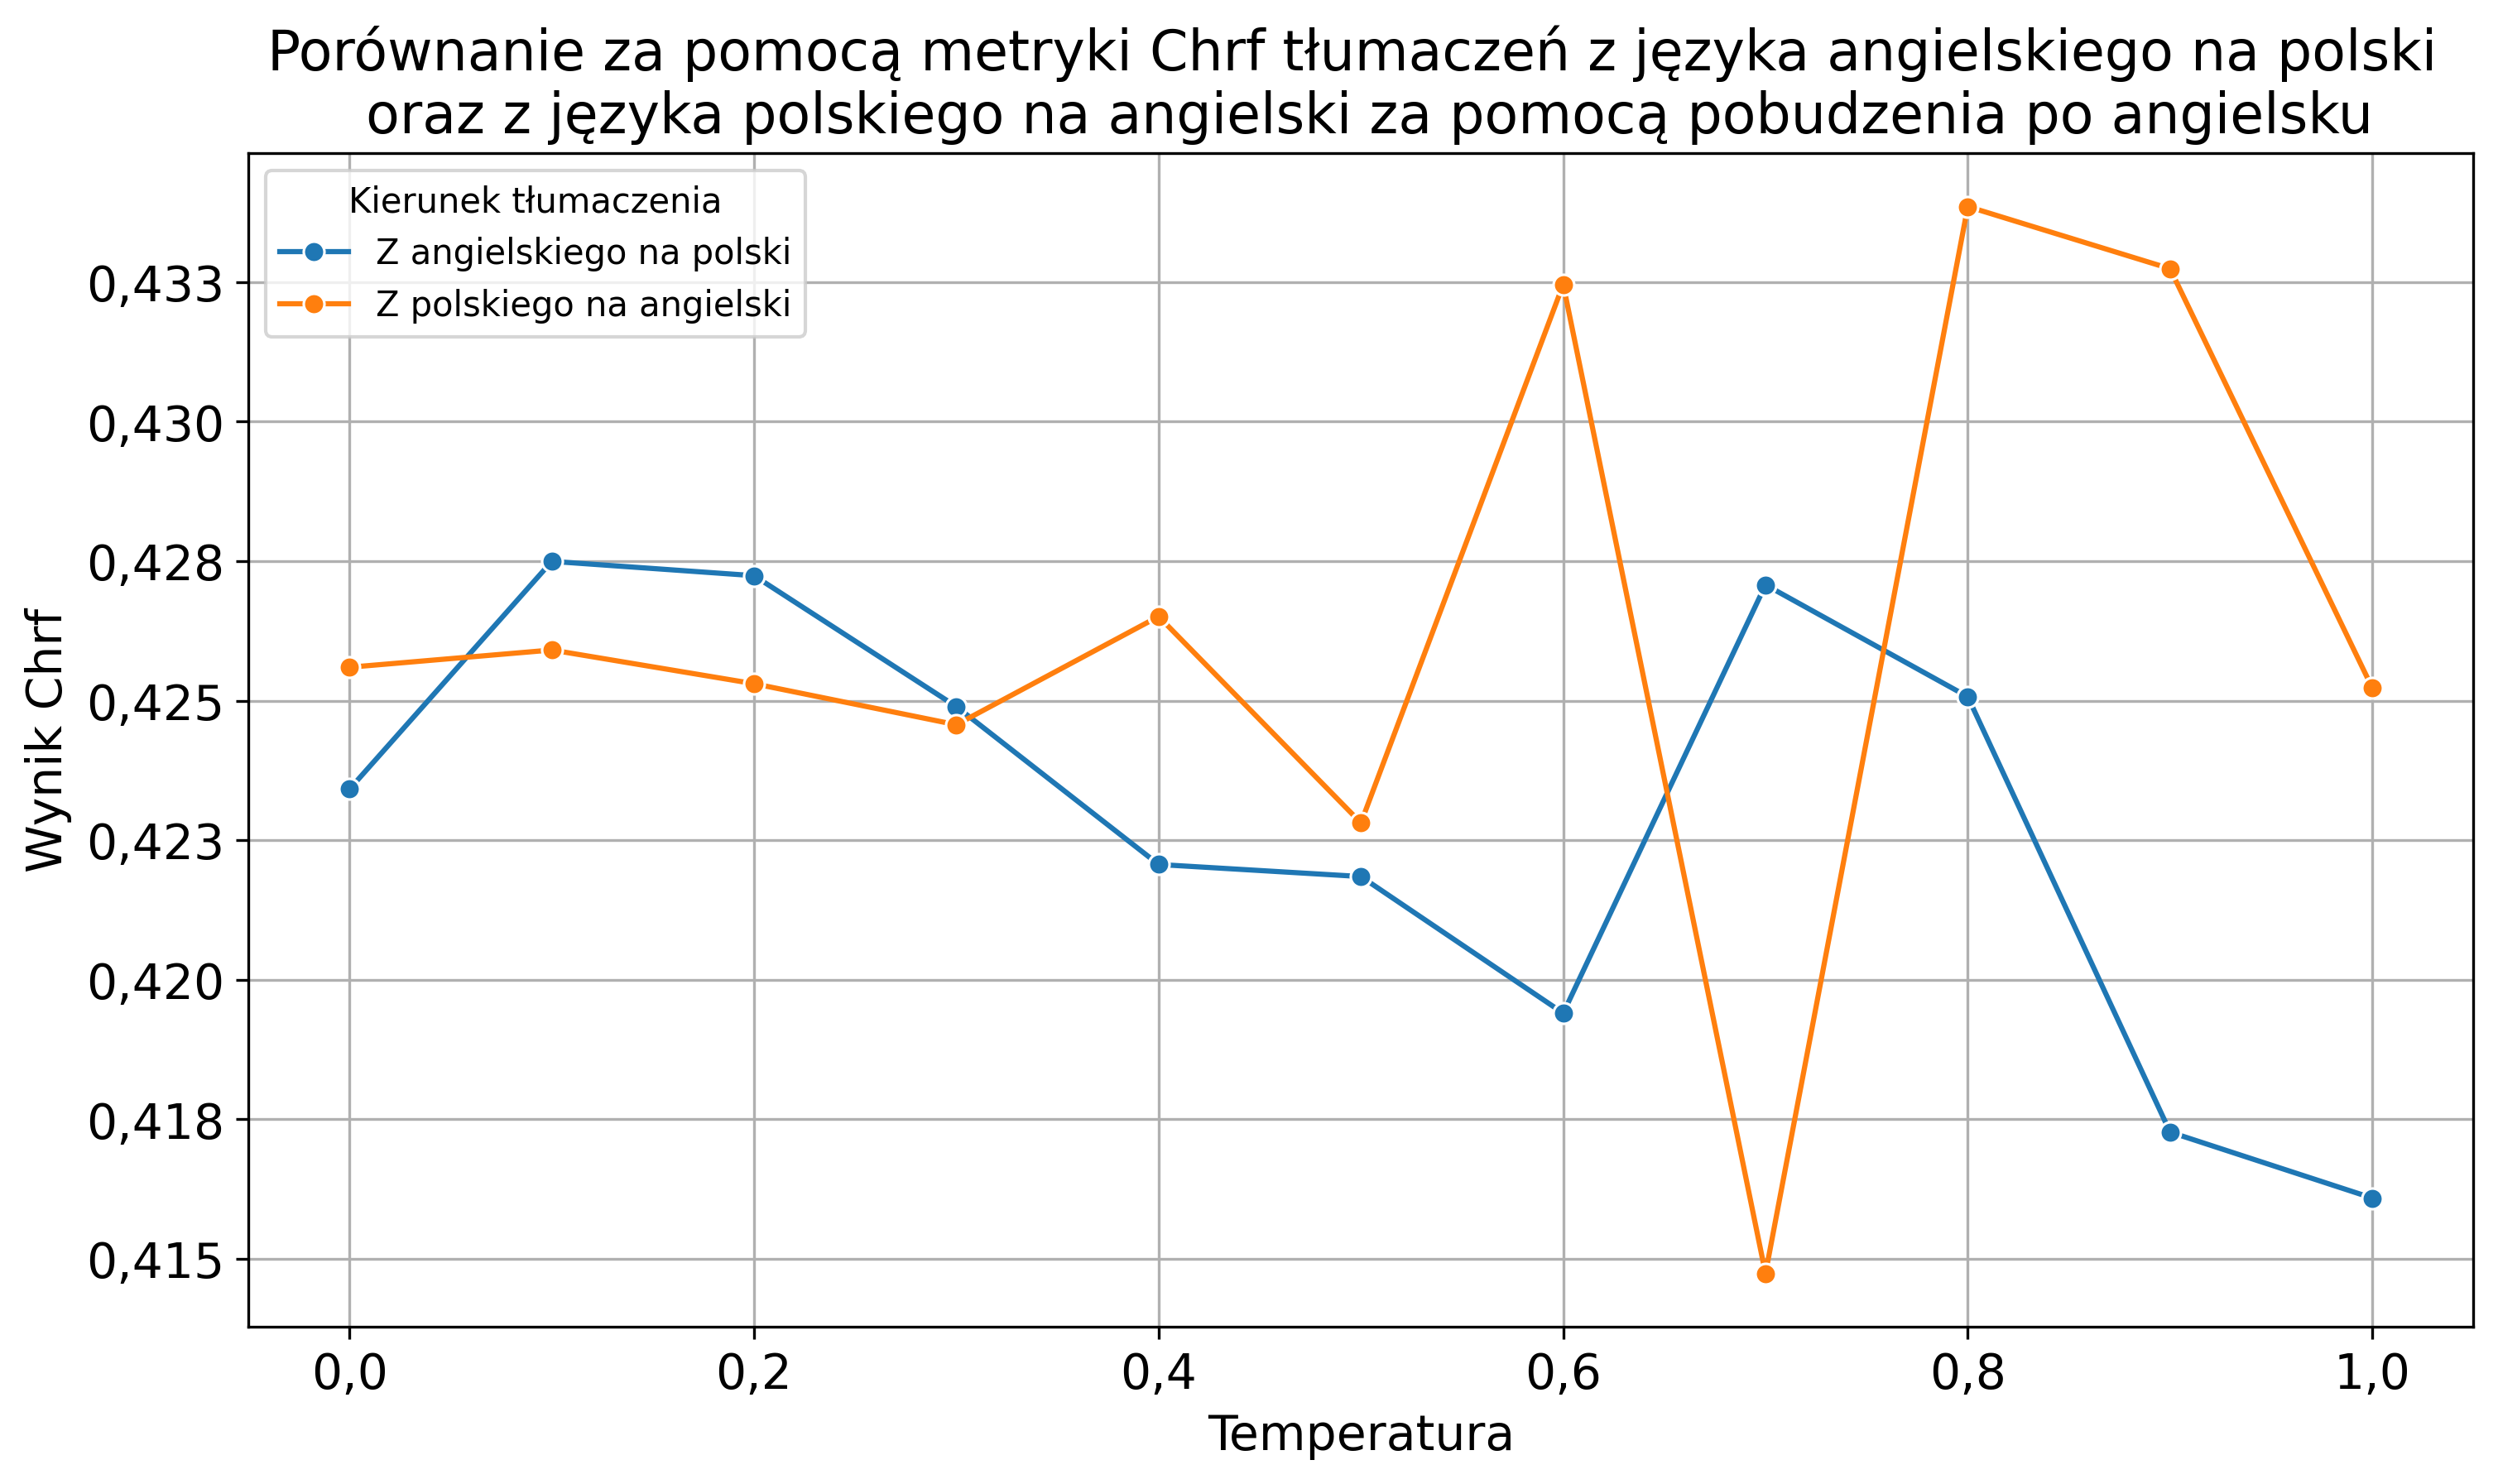 Porównanie za pomocą metryki Chrf tłumaczeń z języka angielskiego na polski
oraz z języka polskiego na angielski za pomocą pobudzenia po angielsku
Kierunek tłumaczenia
Z angielskiego na polski
Z polskiego na angielski
Wynik Chrf
0,433
0,430
0,428
0,425
0,423
0,420
0,418
0,415
0,0
0,2
0,4
0,6
0,8
1,0
Temperatura